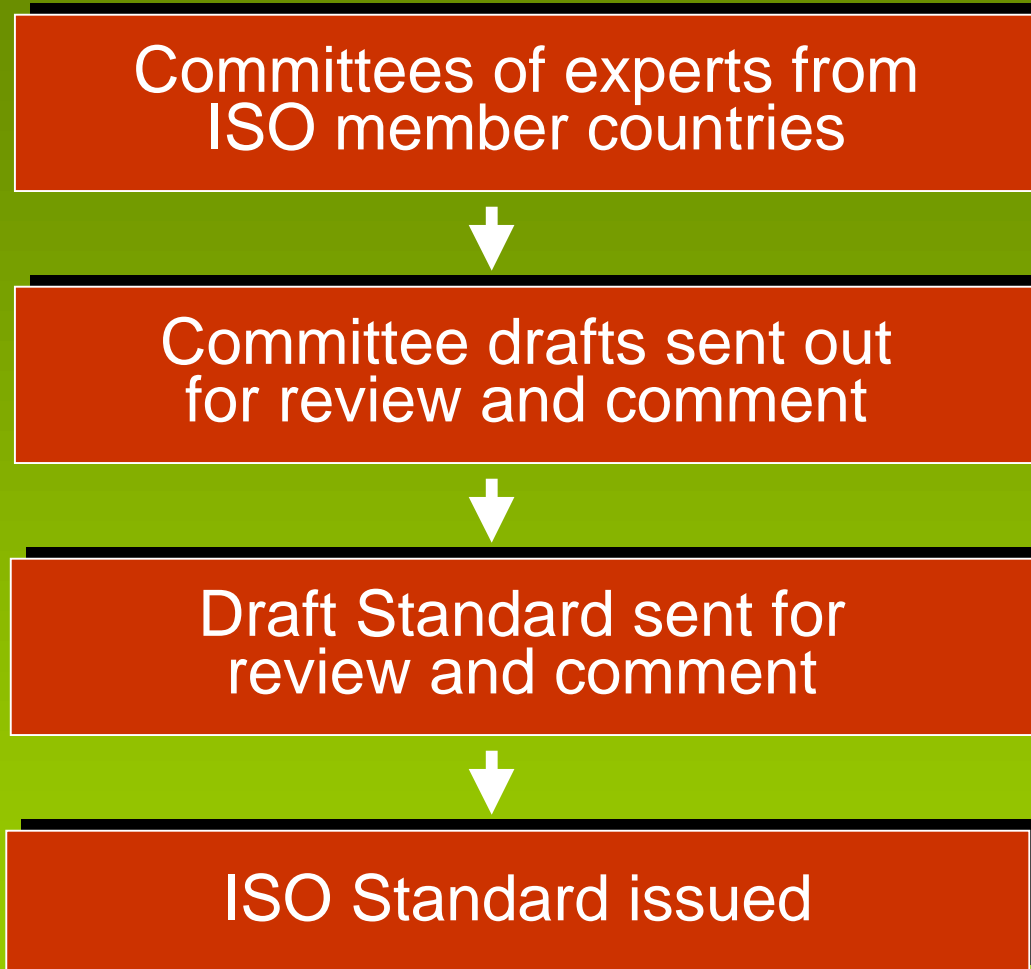 Committees of experts from
ISO member countries
Committee drafts sent out
for review and comment
Draft Standard sent for
review and comment
ISO Standard issued